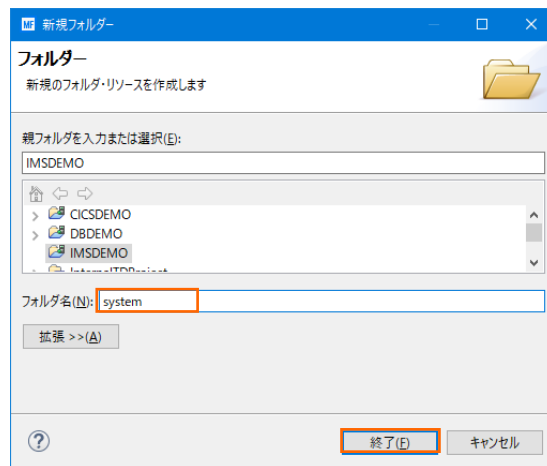 MF 新規フォルダー
フォルダー
新規のフォルダ・リソースを作成します
親フォルダを入力または選択(E):
IMSDEMO
CICSDEMO
DBDEMO
IMSDEMO
フォルダ名(N): system
拡張 >>(A)
終了(F) キャンセル